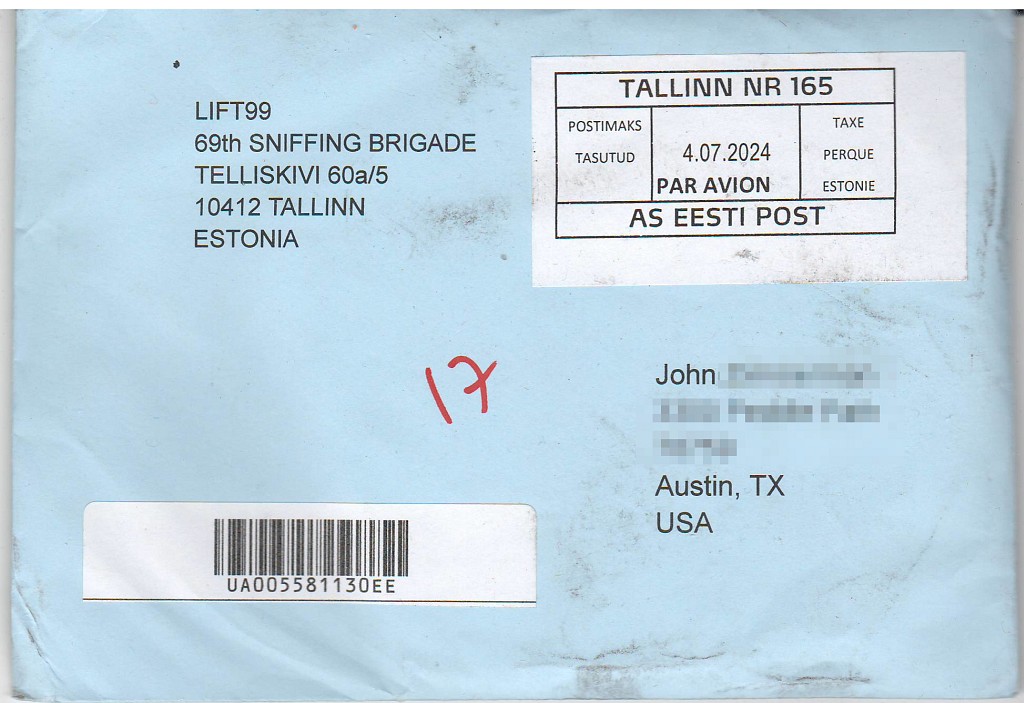 LIFT99
69th SNIFFING BRIGADE
TELLISKIVI 60a/5
10412 TALLINN
ESTONIA
TALLINN NR 165
POSTIMAKS
TASUTUD
4.07.2024
PAR AVION
TAXE
PERQUE
ESTONIE
AS EESTI POST
17
John
Austin, TX
USA
UA005581130EE